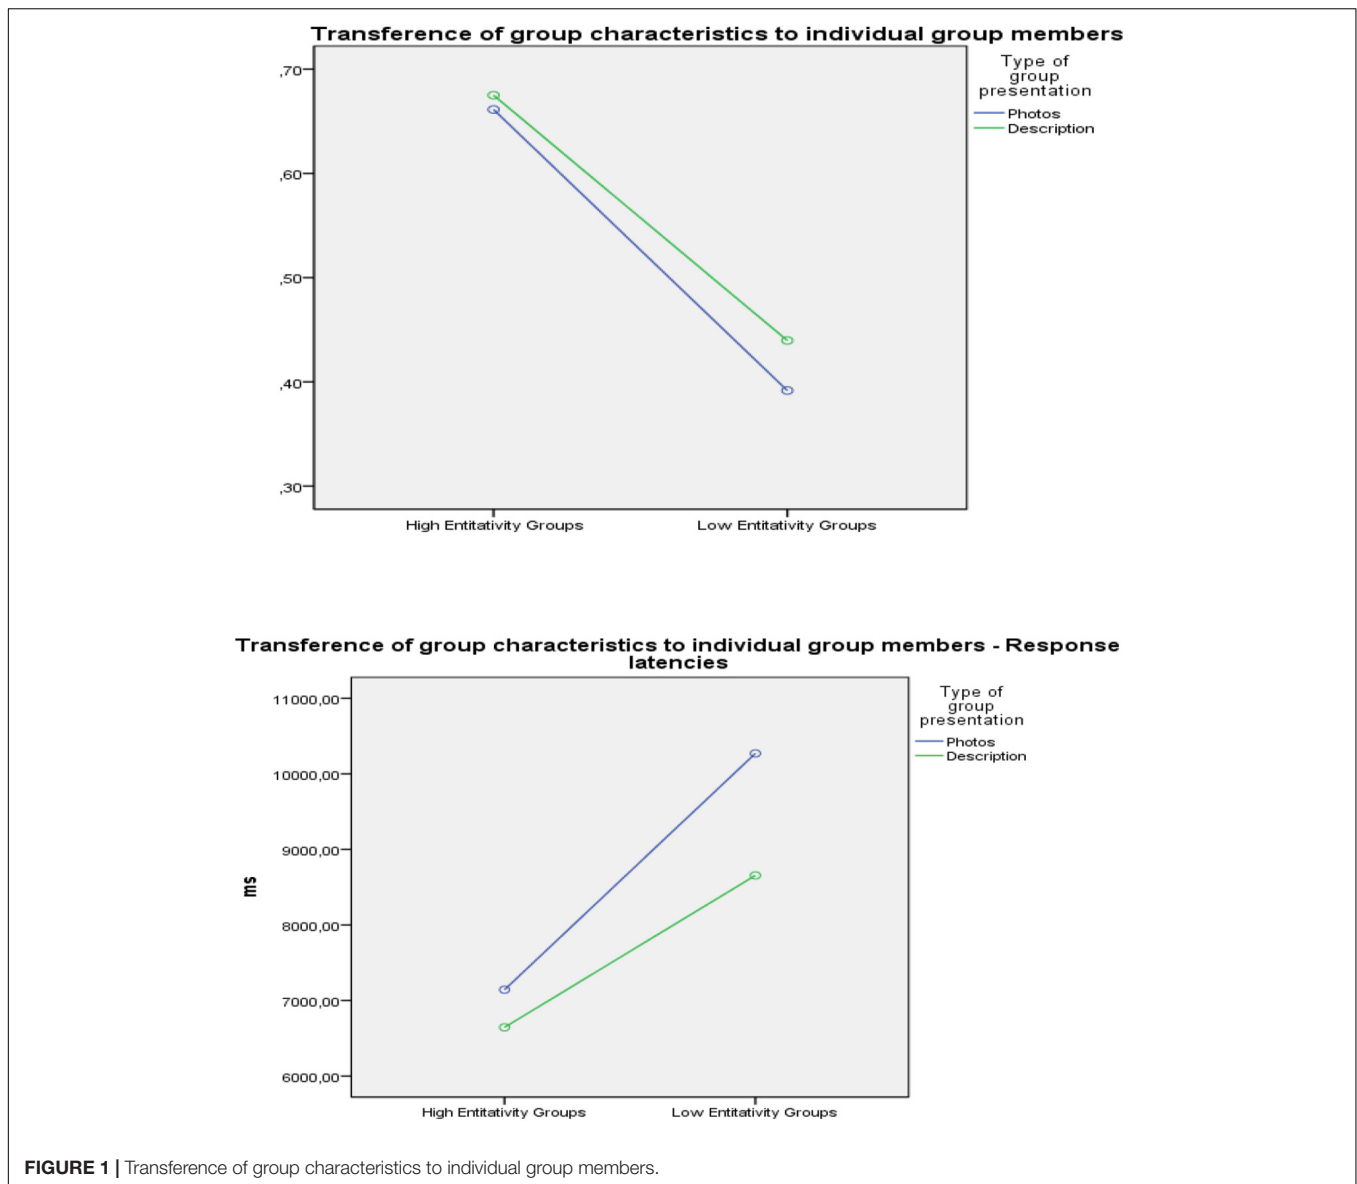 Transference of group characteristics to individual group members
Type of
group
presentation
Photos
Description
,70
,60
,50
,40
,30
High Entitativity Groups
Low Entitativity Groups
Transference of group characteristics to individual group members - Response
latencies
Type of
group
presentation
Photos
Description
ms
11000,00
10000,00
9000,00
8000,00
7000,00
6000,00
High Entitativity Groups
Low Entitativity Groups
FIGURE 1 | Transference of group characteristics to individual group members.